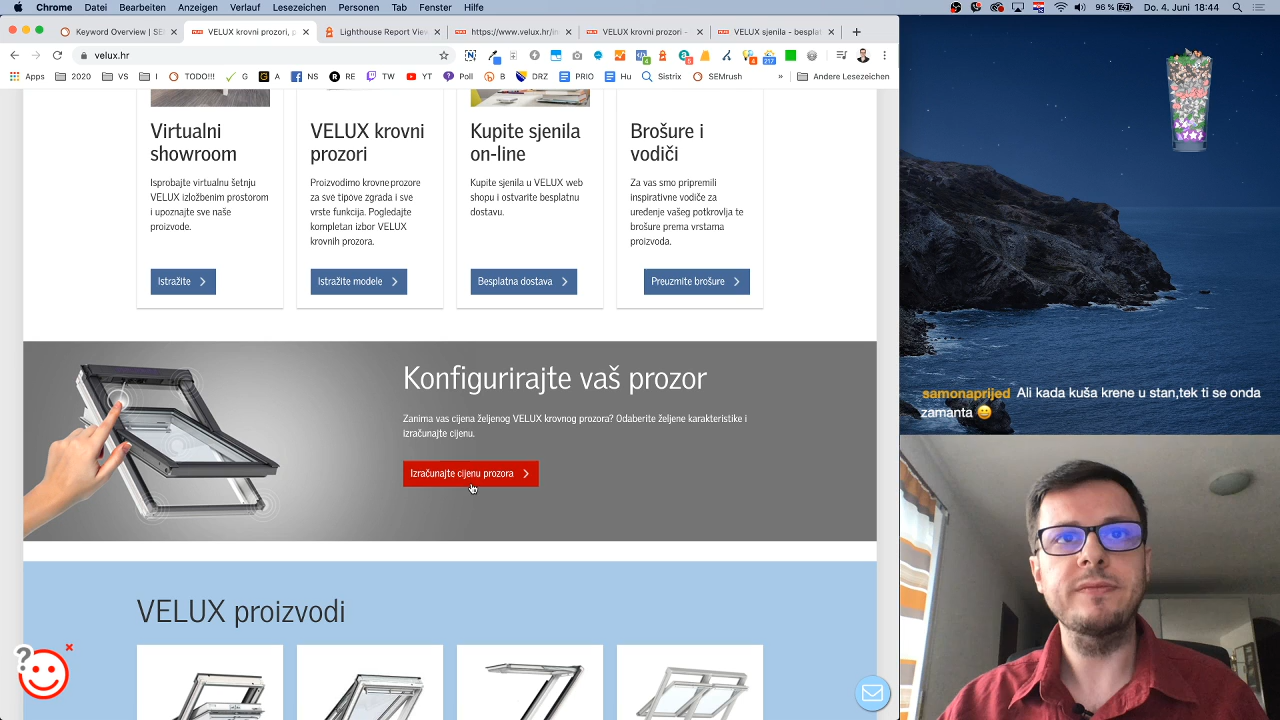 Chrome Datei Bearbeiten Anzeigen Verlauf Lesezeichen Personen Tab Fenster Hilfe
96 % Do. 4. Juni 18:44
Keyword Overview | SE
VELUX krovni prozori, p
Lighthouse Report View
https://www.velux.hr/in
VELUX krovni prozori -
VELUX sjenila - besplat
velux.hr
Apps 2020 VS I TODO!!! G A NS RE TW YT Poll B DRZ PRIO Hu Sistrix SEMrush » Andere Lesezeichen
Virtualni
showroom
Isprobajte virtualnu šetnju
VELUX izložbenim prostorom
i upoznajte sve naše
proizvode.
Istražite
VELUX krovni
prozori
Proizvodimo krovne prozore
za sve tipove zgrada i sve
vrste funkcija. Pogledajte
kompletan izbor VELUX
krovnih prozora.
Istražite modele
Kupite sjenila
on-line
Kupite sjenila u VELUX web
shopu i ostvarite besplatnu
dostavu.
Besplatna dostava
Brošure i
vodiči
Za vas smo pripremili
inspirativne vodiče za
uređenje vašeg potkrovlja te
brošure prema vrstama
proizvoda.
Preuzmite brošure
Konfigurirajte vaš prozor
Zanima vas cijena željenog VELUX krovnog prozora? Odaberite željene karakteristike i
izračunajte cijenu.
Izračunajte cijenu prozora
VELUX proizvodi
samonaprijed Ali kada kuša krene u stan,tek ti se onda
zamanta 😀